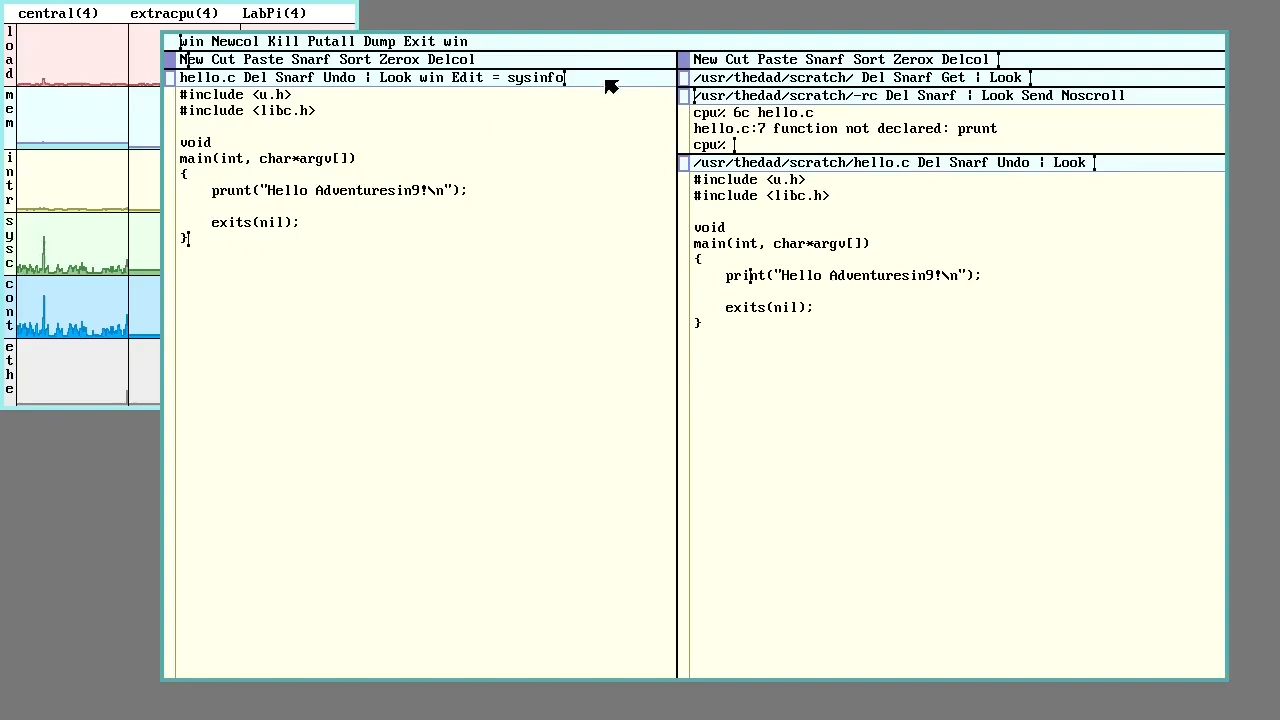 central(4) extracpu(4) LabPi(4)
load
mem
intr
sysc
cont
ethe
win Newcol Kill Putall Dump Exit win
New Cut Paste Snarf Sort Zerox Delcol
hello.c Del Snarf Undo ¦ Look win Edit = sysinfo
#include <u.h>
#include <libc.h>
void
main(int, char*argv[])
{
prunt("Hello Adventuresin9!\n");
exits(nil);
}
New Cut Paste Snarf Sort Zerox Delcol
/usr/thedad/scratch/ Del Snarf Get ¦ Look
/usr/thedad/scratch/-rc Del Snarf ¦ Look Send Noscroll
cpu% 6c hello.c
hello.c:7 function not declared: prunt
cpu%
/usr/thedad/scratch/hello.c Del Snarf Undo ¦ Look
#include <u.h>
#include <libc.h>
void
main(int, char*argv[])
{
print("Hello Adventuresin9!\n");
exits(nil);
}